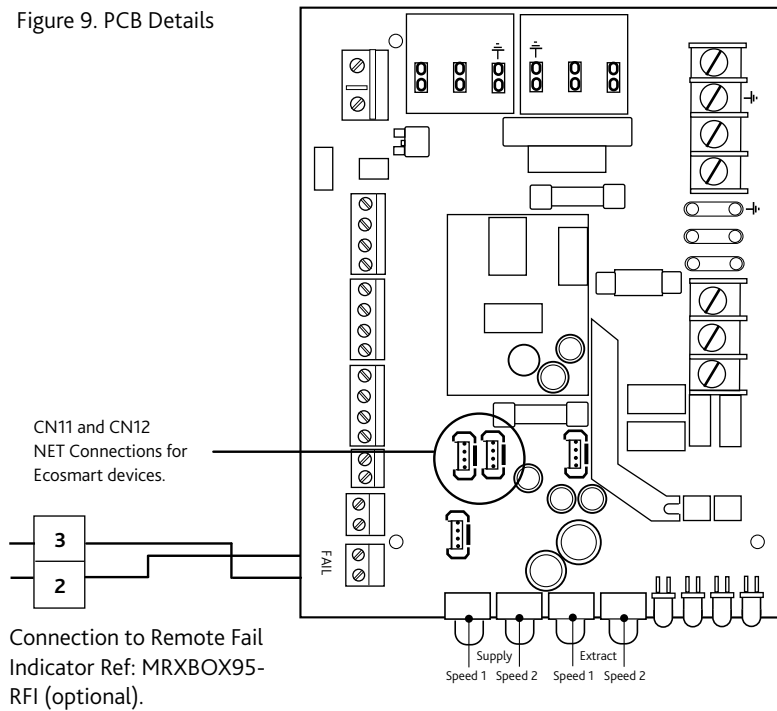 Figure 9. PCB Details
CN11 and CN12
NET Connections for
Ecosmart devices.
3
2
FAIL
Connection to Remote Fail
Indicator Ref: MRXBOX95-
RFI (optional).
Supply Extract
Speed 1 Speed 2 Speed 1 Speed 2